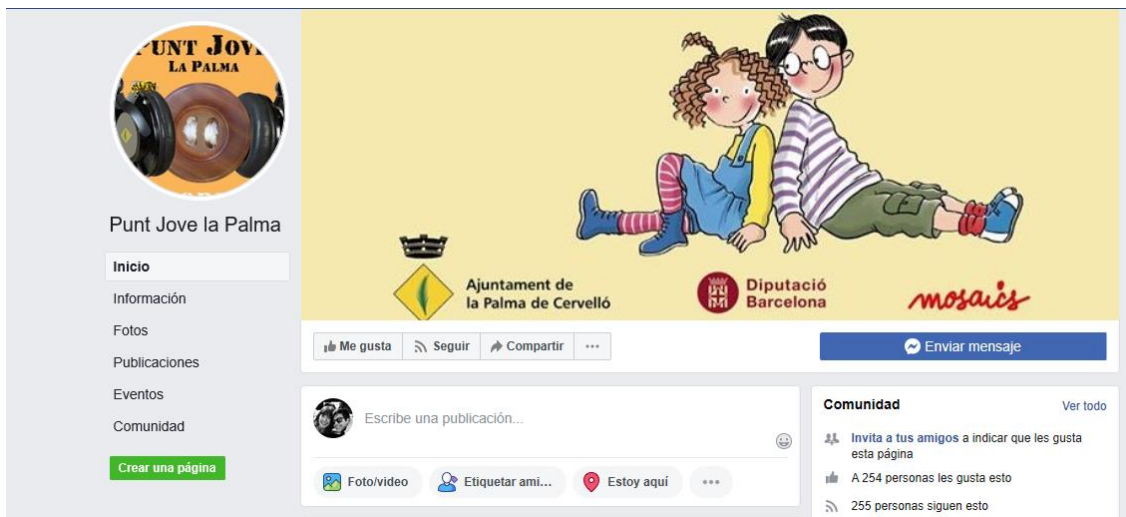 PUNT JOVE
LA PALMA
Punt Jove la Palma
Inicio
Información
Fotos
Publicaciones
Eventos
Comunidad
Crear una página
Ajuntament de
la Palma de Cervelló
Diputació
Barcelona
mosaics
Me gusta
Seguir
Compartir
Enviar mensaje
Escribe una publicación...
Foto/video
Etiquetar ami...
Estoy aquí
Comunidad
Ver todo
Invita a tus amigos a indicar que les gusta
esta página
A 254 personas les gusta esto
255 personas siguen esto